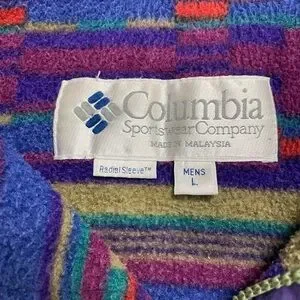 Columbia
Sportswear Company
MADE IN MALAYSIA
RadialSleeve™
MENS
L